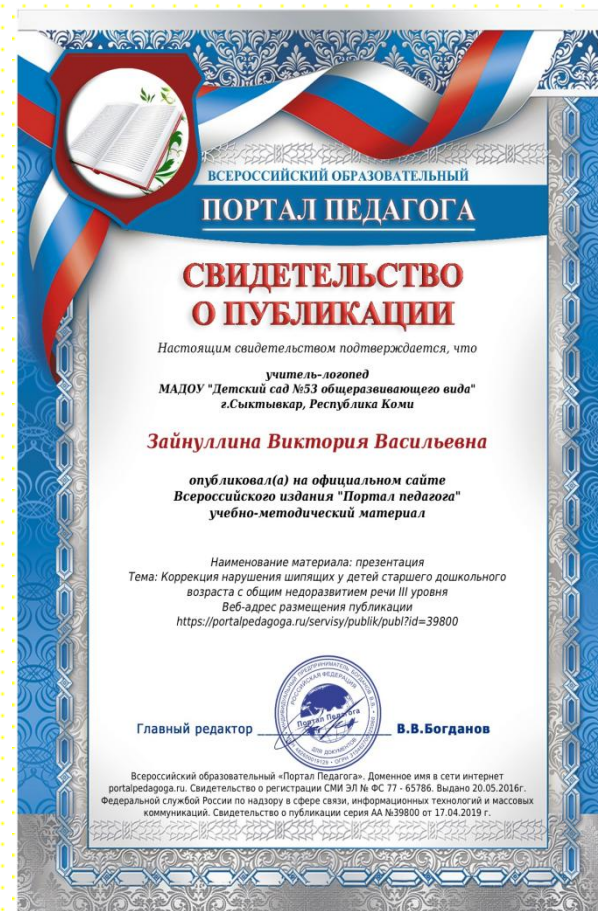 ВСЕРОССИЙСКИЙ ОБРАЗОВАТЕЛЬНЫЙ
ПОРТАЛ ПЕДАГОГА
СВИДЕТЕЛЬСТВО
О ПУБЛИКАЦИИ
Настоящим свидетельством подтверждается, что
учитель-логопед
МАДОУ "Детский сад №53 общеразвивающего вида"
г.Сыктывкар, Республика Коми
Зайнуллина Виктория Васильевна
опубликовал(а) на официальном сайте
Всероссийского издания "Портал педагога"
учебно-методический материал
Наименование материала: презентация
Тема: Коррекция нарушения шипящих у детей старшего дошкольного
возраста с общим недоразвитием речи III уровня
Веб-адрес размещения публикации
https://portalpedagoga.ru/servisy/publik/publ?id=39800
РОССИЙСКАЯ ФЕДЕРАЦИЯ
Портал Педагога
ДЛЯ ДОКУМЕНТОВ
Главный редактор В.В.Богданов
Всероссийский образовательный «Портал Педагога». Доменное имя в сети интернет
portalpedagoga.ru. Свидетельство о регистрации СМИ ЭЛ № ФС 77 - 65786. Выдано 20.05.2016г.
Федеральной службой России по надзору в сфере связи, информационных технологий и массовых
коммуникаций. Свидетельство о публикации серия АА №39800 от 17.04.2019 г.